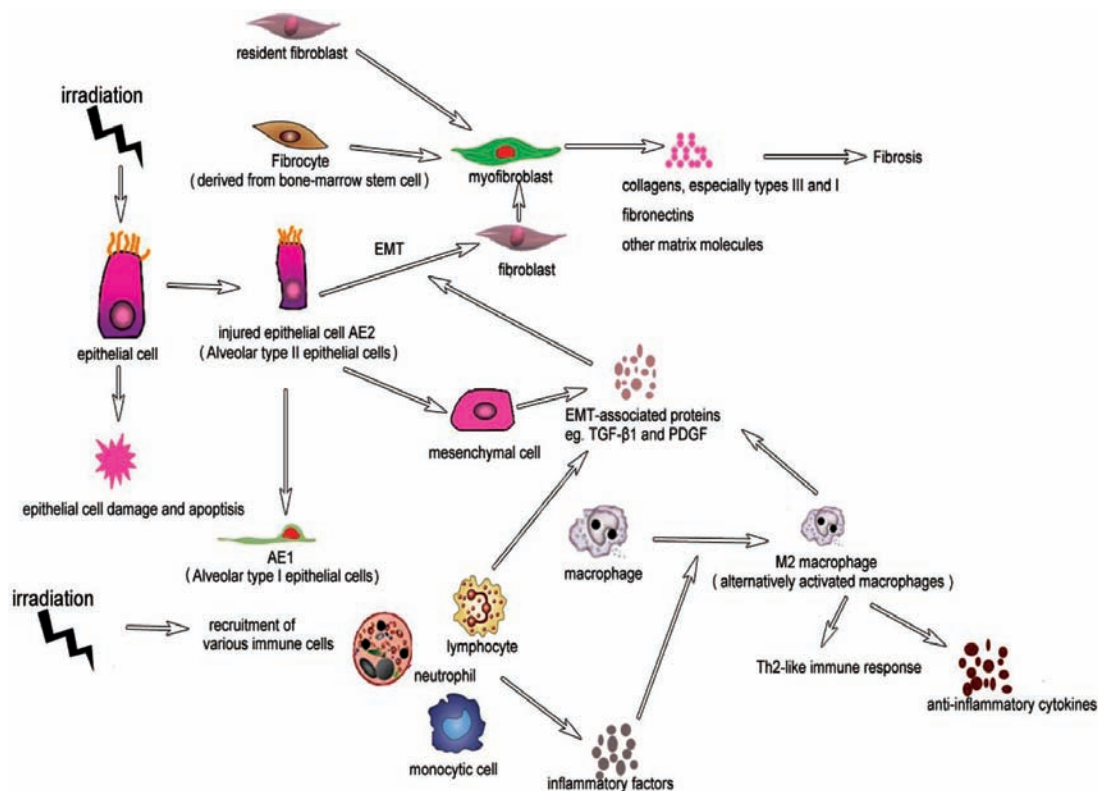 resident fibroblast
irradiation
Fibrocyte
(derived from bone-marrow stem cell)
myofibroblast
collagens, especially types III and I
fibronectins
other matrix molecules
Fibrosis
EMT
fibroblast
epithelial cell
injured epithelial cell AE2
(Alveolar type II epithelial cells)
mesenchymal cell
EMT-associated proteins
eg. TGF-β1 and PDGF
epithelial cell damage and apoptisis
AE1
(Alveolar type I epithelial cells)
macrophage
M2 macrophage
(alternatively activated macrophages)
irradiation
recruitment of
various immune cells
lymphocyte
neutrophil
monocytic cell
Th2-like immune response
anti-inflammatory cytokines
inflammatory factors